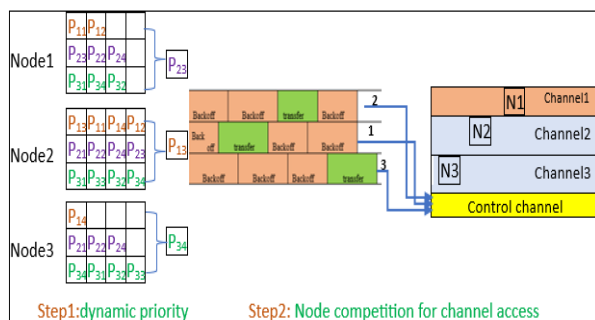 Node1
P11 P12
P23 P22 P24
P31 P34 P32
P23
Node2
P13 P11 P14 P12
P21 P22 P24 P23
P31 P33 P32 P34
P13
Node3
P14
P21 P22 P24
P34 P31 P32 P33
P34
Backoff Backoff transfer Backoff 2
Back off transfer Backoff Backoff 1
Backoff Backoff Backoff transfer 3
N1 Channel1
N2 Channel2
N3 Channel3
Control channel
Step1:dynamic priority
Step2: Node competition for channel access